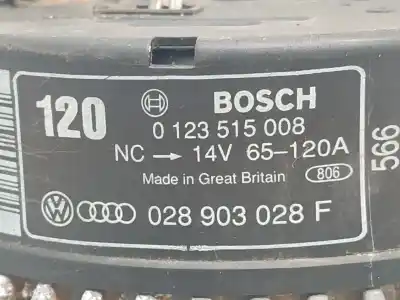 120
BOSCH
0 123 515 008
NC → 14V 65-120A
Made in Great Britain
806
566
028 903 028 F